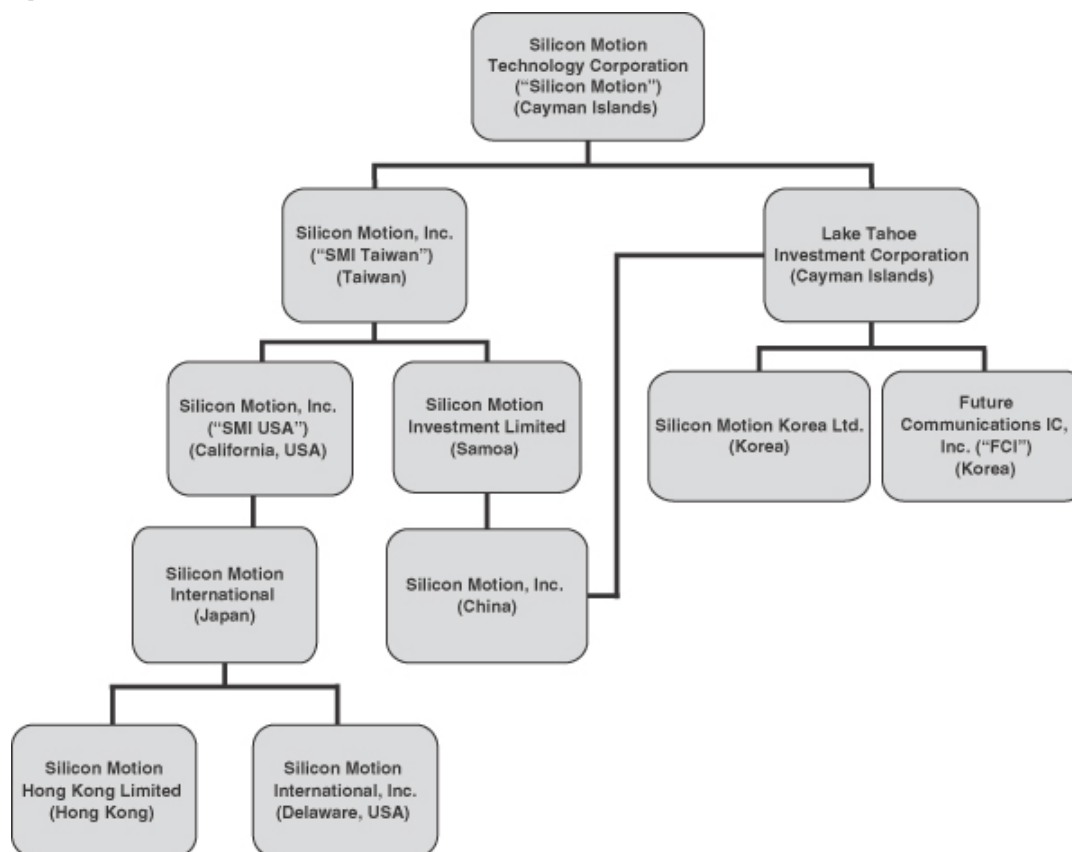 Silicon Motion
Technology Corporation
(“Silicon Motion”)
(Cayman Islands)
Silicon Motion, Inc.
(“SMI Taiwan”)
(Taiwan)
Lake Tahoe
Investment Corporation
(Cayman Islands)
Silicon Motion, Inc.
(“SMI USA”)
(California, USA)
Silicon Motion
Investment Limited
(Samoa)
Silicon Motion Korea Ltd.
(Korea)
Future
Communications IC,
Inc. (“FCI”)
(Korea)
Silicon Motion
International
(Japan)
Silicon Motion, Inc.
(China)
Silicon Motion
Hong Kong Limited
(Hong Kong)
Silicon Motion
International, Inc.
(Delaware, USA)